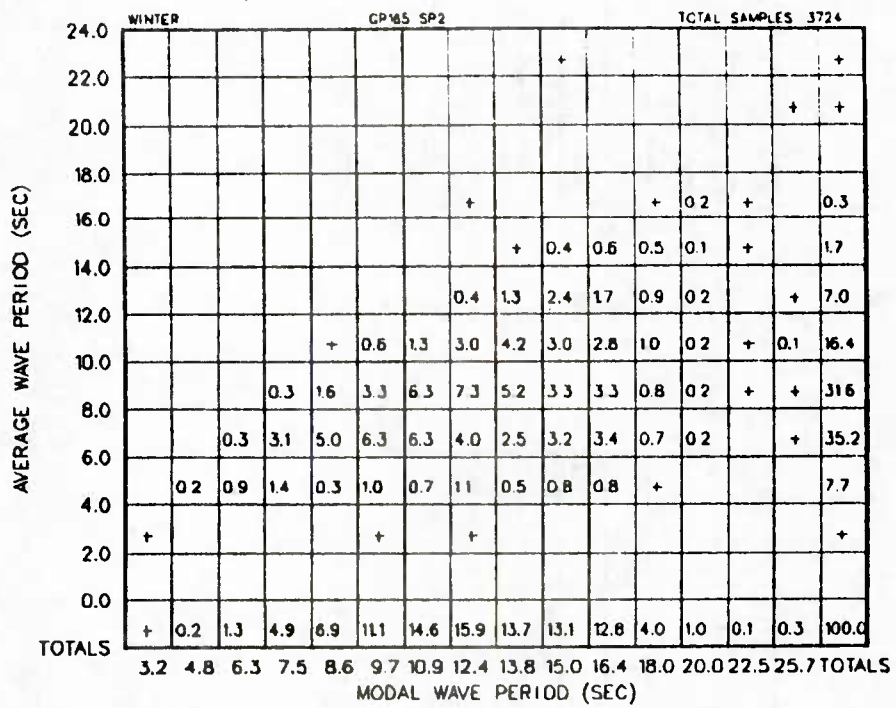 WINTER GP165 SP2 TOTAL SAMPLES 3724
24.0
+ +
22.0
+ +
20.0
18.0
+ + 0.2 + 0.3
16.0
+ 0.4 0.6 0.5 0.1 + 1.7
14.0
0.4 1.3 2.4 1.7 0.9 0.2 + 7.0
12.0
+ 0.6 1.3 3.0 4.2 3.0 2.8 1.0 0.2 + 0.1 16.4
10.0
0.3 1.6 3.3 6.3 7.3 5.2 3.3 3.3 0.8 0.2 + + 31.6
8.0
0.3 3.1 5.0 6.3 6.3 4.0 2.5 3.2 3.4 0.7 0.2 + 35.2
6.0
0.2 0.9 1.4 0.3 1.0 0.7 1.1 0.5 0.8 0.8 + 7.7
4.0
+ + + +
2.0
0.0
+ 0.2 1.3 4.9 6.9 11.1 14.6 15.9 13.7 13.1 12.8 4.0 1.0 0.1 0.3 100.0
TOTALS
3.2 4.8 6.3 7.5 8.6 9.7 10.9 12.4 13.8 15.0 16.4 18.0 20.0 22.5 25.7 TOTALS
MODAL WAVE PERIOD (SEC)
AVERAGE WAVE PERIOD (SEC)